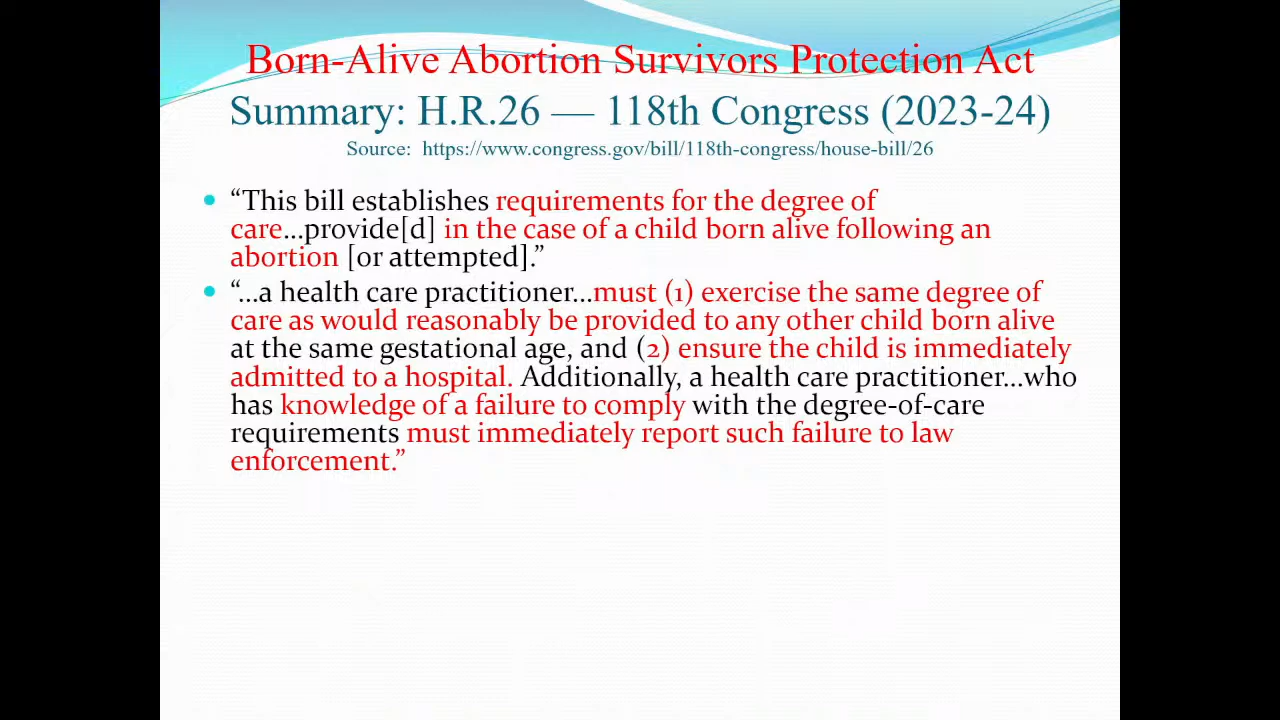 Born-Alive Abortion Survivors Protection Act
Summary: H.R.26 — 118th Congress (2023-24)
Source: https://www.congress.gov/bill/118th-congress/house-bill/26
• “This bill establishes requirements for the degree of
care…provide[d] in the case of a child born alive following an
abortion [or attempted].”
• “…a health care practitioner…must (1) exercise the same degree of
care as would reasonably be provided to any other child born alive
at the same gestational age, and (2) ensure the child is immediately
admitted to a hospital. Additionally, a health care practitioner…who
has knowledge of a failure to comply with the degree-of-care
requirements must immediately report such failure to law
enforcement.”